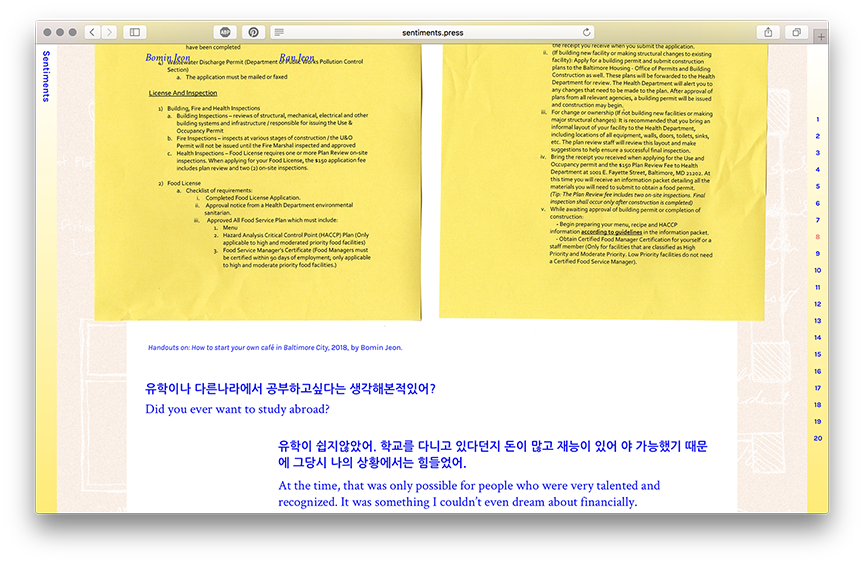 sentiments.press
Sentiments
Bomin Jeon
Ran Jeon
have been completed
4) Wastewater Discharge Permit (Department of Public Works Pollution Control
Section)
a. The application must be mailed or faxed
License And Inspection
1) Building, Fire and Health Inspections
a. Building Inspections – reviews of structural, mechanical, electrical and other
building systems and infrastructure / responsible for issuing the Use &
Occupancy Permit
b. Fire Inspections – inspects at various stages of construction / the U&O
Permit will not be issued until the Fire Marshal inspected and approved
c. Health Inspections – Food License requires one or more Plan Review on-site
inspections. When applying for your Food License, the $150 application fee
includes plan review and two (2) on-site inspections.
2) Food License
a. Checklist of requirements:
i. Completed Food License Application.
ii. Approval notice from a Health Department environmental
sanitarian.
iii. Approved All Food Service Plan which must include:
1. Menu
2. Hazard Analysis Critical Control Point (HACCP) Plan (Only
applicable to high and moderated priority food facilities)
3. Food Service Manager's Certificate (Food Managers must
be certified within 90 days of employment; only applicable
to high and moderate priority food facilities.)
the receipt you receive when you submit the application.
ii. (If building new facility or making structural changes to existing
facility): Apply for a building permit and submit construction
plans to the Baltimore Housing - Office of Permits and Building
Construction as well. These plans will be forwarded to the Health
Department for review. The Health Department will alert you to
any changes that need to be made to the plan. After approval of
plans from all relevant agencies, a building permit will be issued
and construction may begin.
iii. For change or ownership (If not building new facilities or making
major structural changes): It is recommended that you bring an
informal layout of your facility to the Health Department,
including locations of all equipment, walls, doors, toilets, sinks,
etc. The plan review staff will review this layout and make
suggestions to help ensure a successful final inspection.
iv. Bring the receipt you received when applying for the Use and
Occupancy permit and the $150 Plan Review Fee to Health
Department at 1001 E. Fayette Street, Baltimore, MD 21202. At
this time you will receive an information packet detailing all the
materials you will need to submit to obtain a food permit.
(Tip: The Plan Review fee includes two on-site inspections. Final
inspection shall occur only after construction is completed)
v. While awaiting approval of building permit or completion of
construction:
- Begin preparing your menu, recipe and HACCP
information according to guidelines in the information packet.
- Obtain Certified Food Manager Certification for yourself or a
staff member (Only for facilities that are classified as High
Priority and Moderate Priority. Low Priority facilities do not need
a Certified Food Service Manager).
Handouts on: How to start your own café in Baltimore City, 2018, by Bomin Jeon.
유학이나 다른나라에서 공부하고싶다는 생각해본적있어?
Did you ever want to study abroad?
유학이 쉽지않았어. 학교를 다니고 있다던지 돈이 많고 재능이 있어 야 가능했기 때문
에 그당시 나의 상황에서는 힘들었어.
At the time, that was only possible for people who were very talented and
recognized. It was something I couldn't even dream about financially.
1
2
3
4
5
6
7
8
9
10
11
12
13
14
15
16
17
18
19
20